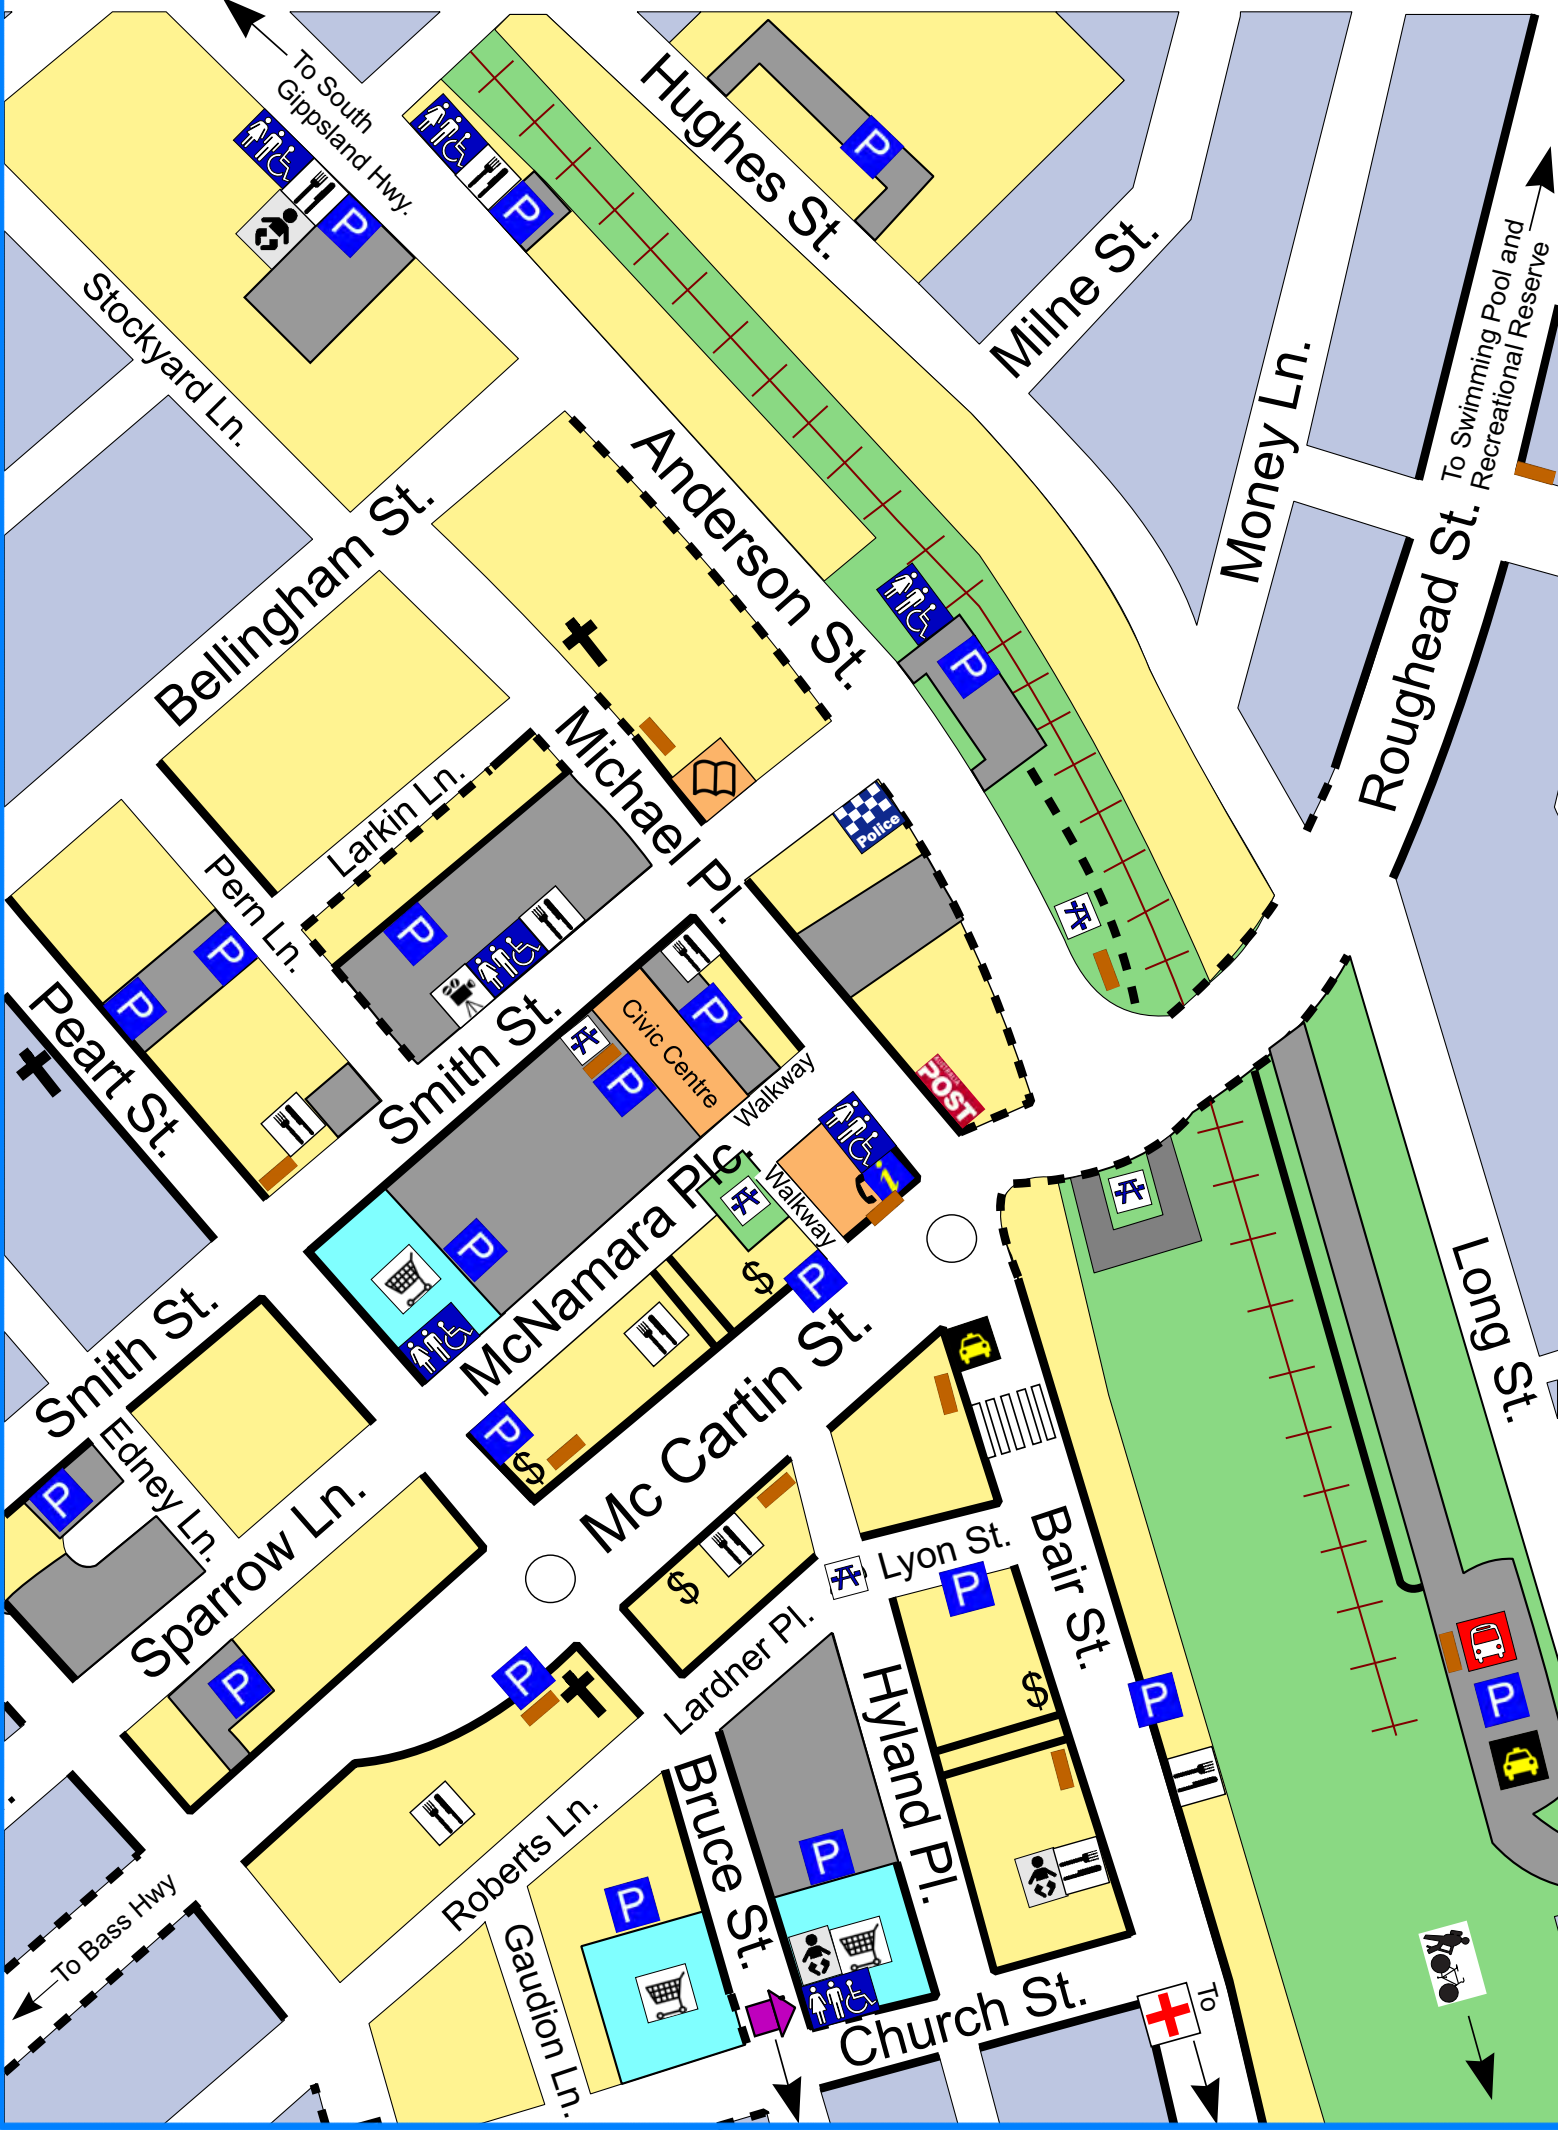 To South
Gippsland Hwy.
Hughes St.
P
P
P
Milne St.
To Swimming Pool and
Recreational Reserve
Stockyard Ln.
Money Ln.
Anderson St.
Bellingham St.
Roughead St.
P
Michael Pl.
Larkin Ln.
Police
Pern Ln.
P
P
P
Peart St.
Smith St.
Civic Centre
P
P
Walkway
AUSTRALIA
POST
McNamara Plc.
Walkway
i
P
$
P
Long St.
Smith St.
Mc Cartin St.
P
$
Edney Ln.
P
Sparrow Ln.
Bair St.
Lyon St.
P
$
Lardner Pl.
P
P
Hyland Pl.
$
P
P
Bruce St.
P
Roberts Ln.
P
To Bass Hwy
.
Gaudion Ln.
Church St.
To